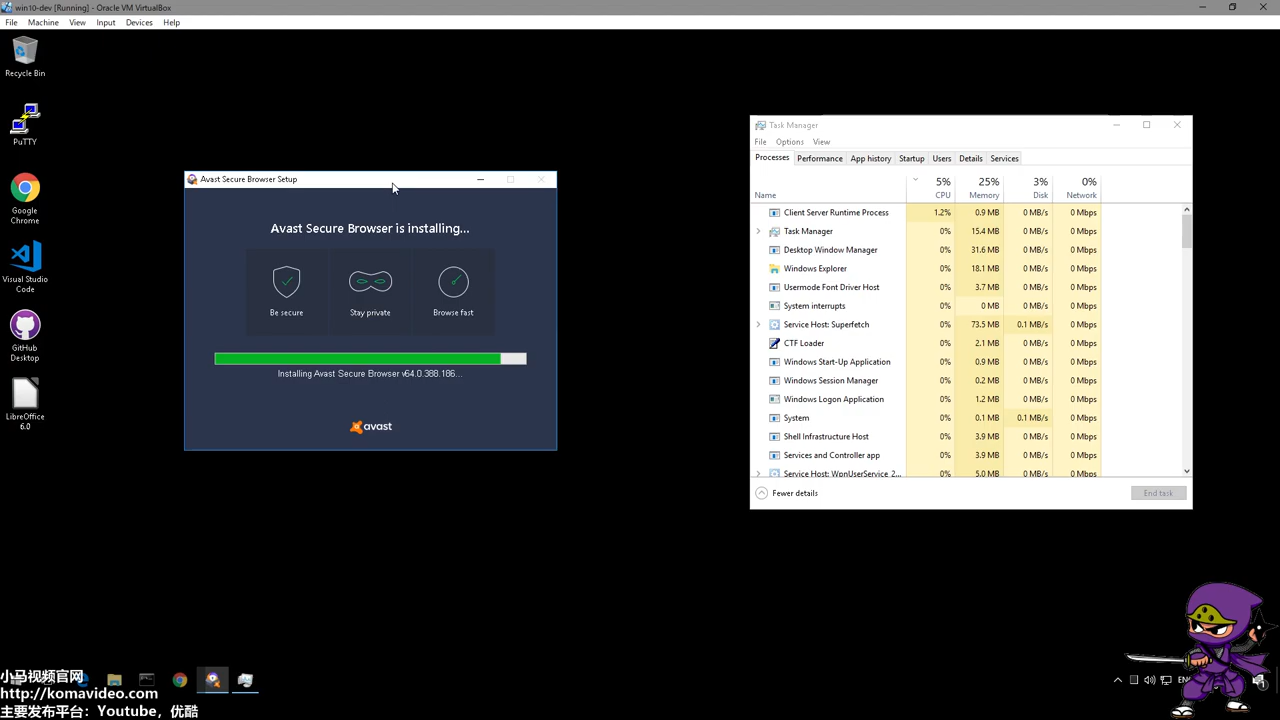 win10-dev [Running] - Oracle VM VirtualBox
File Machine View Input Devices Help
Recycle Bin
PuTTY
Google
Chrome
Visual Studio
Code
GitHub
Desktop
LibreOffice
6.0
Avast Secure Browser Setup
Avast Secure Browser is installing...
Be secure Stay private Browse fast
Installing Avast Secure Browser v64.0.388.186...
avast
Task Manager
File Options View
Processes Performance App history Startup Users Details Services
5% 25% 3% 0%
Name CPU Memory Disk Network
Client Server Runtime Process 1.2% 0.9 MB 0 MB/s 0 Mbps
Task Manager 0% 15.4 MB 0 MB/s 0 Mbps
Desktop Window Manager 0% 31.6 MB 0 MB/s 0 Mbps
Windows Explorer 0% 18.1 MB 0 MB/s 0 Mbps
Usermode Font Driver Host 0% 3.7 MB 0 MB/s 0 Mbps
System interrupts 0% 0 MB 0 MB/s 0 Mbps
Service Host: Superfetch 0% 73.5 MB 0.1 MB/s 0 Mbps
CTF Loader 0% 2.1 MB 0 MB/s 0 Mbps
Windows Start-Up Application 0% 0.9 MB 0 MB/s 0 Mbps
Windows Session Manager 0% 0.2 MB 0 MB/s 0 Mbps
Windows Logon Application 0% 1.2 MB 0 MB/s 0 Mbps
System 0% 0.1 MB 0.1 MB/s 0 Mbps
Shell Infrastructure Host 0% 3.9 MB 0 MB/s 0 Mbps
Services and Controller app 0% 3.9 MB 0 MB/s 0 Mbps
Service Host: WpnUserService_2... 0% 5.0 MB 0 MB/s 0 Mbps
Fewer details End task
小马视频官网
http://komavideo.com
主要发布平台：Youtube，优酷